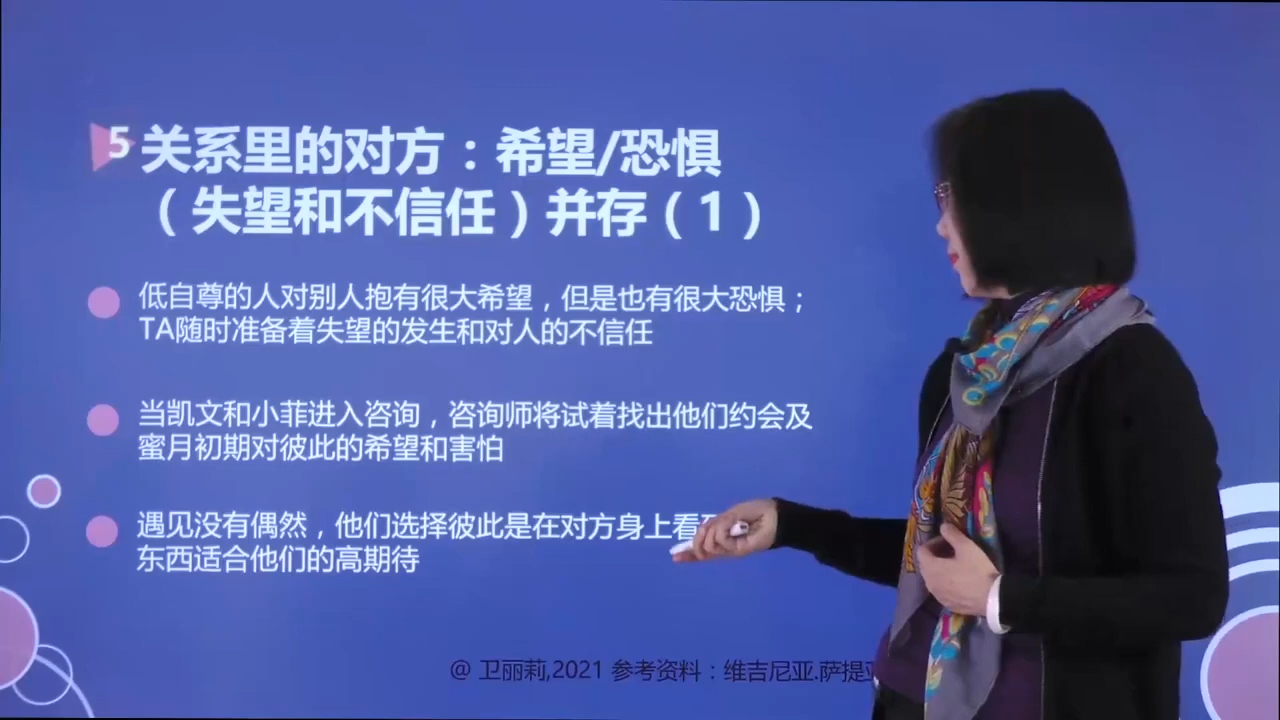 5 关系里的对方：希望/恐惧
（失望和不信任）并存（1）
低自尊的人对别人抱有很大希望，但是也有很大恐惧；
TA随时准备着失望的发生和对人的不信任
当凯文和小菲进入咨询，咨询师将试着找出他们约会及
蜜月初期对彼此的希望和害怕
遇见没有偶然，他们选择彼此是在对方身上看
东西适合他们的高期待
@ 卫丽莉,2021 参考资料：维吉尼亚.萨提